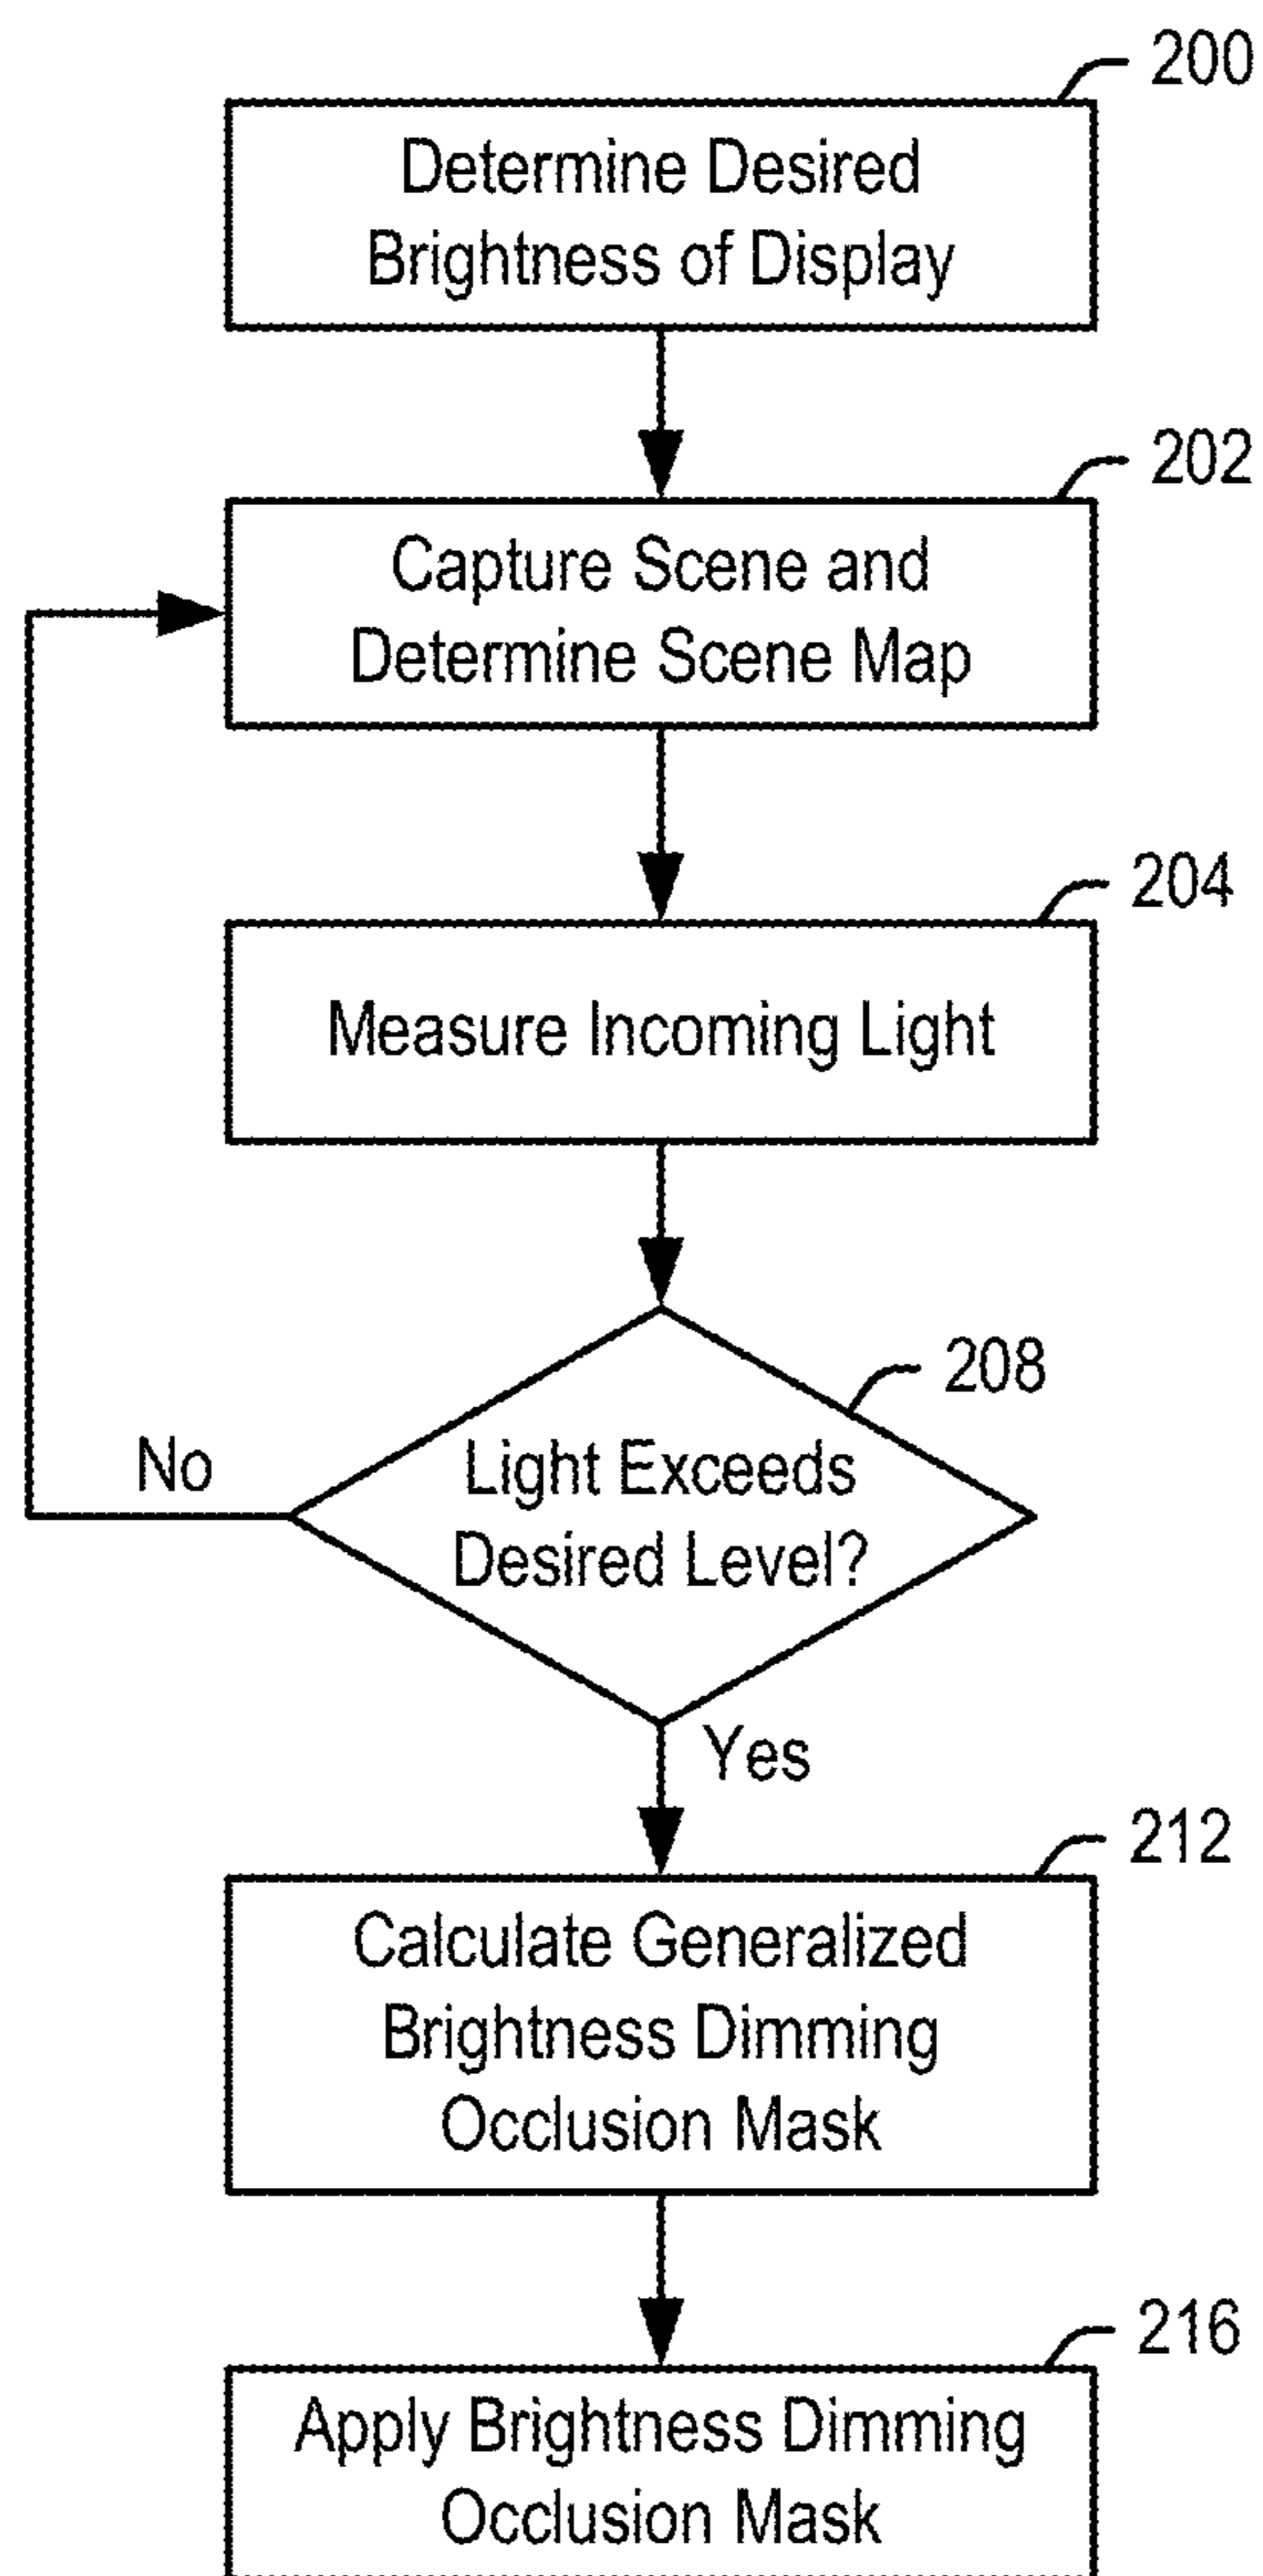 200
Determine Desired
Brightness of Display
202
Capture Scene and
Determine Scene Map
204
Measure Incoming Light
208
Light Exceeds
Desired Level?
No
Yes
212
Calculate Generalized
Brightness Dimming
Occlusion Mask
216
Apply Brightness Dimming
Occlusion Mask